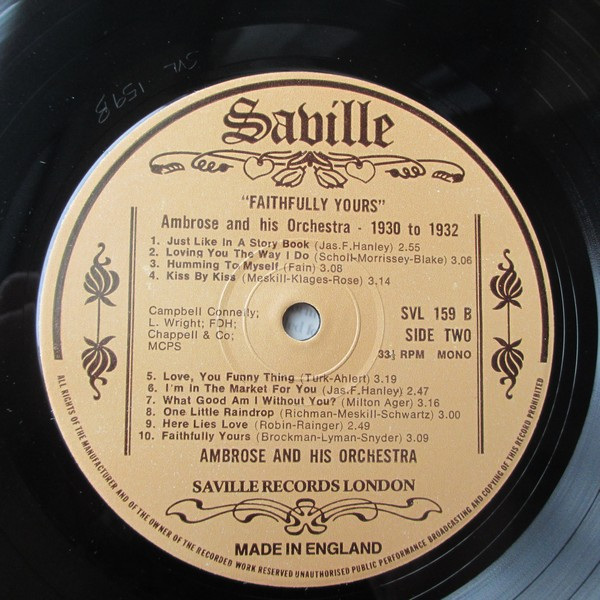 SVL 159B
Saville
"FAITHFULLY YOURS"
Ambrose and his Orchestra - 1930 to 1932
1. Just Like In A Story Book (Jas.F.Hanley) 2.55
2. Loving You The Way I Do (Scholl-Morrissey-Blake) 3.06
3. Humming To Myself (Fain) 3.08
4. Kiss By Kiss (Meskill-Klages-Rose) 3.14
Campbell Connelly;
L. Wright; FDH;
Chappell & Co;
MCPS
SVL 159 B
SIDE TWO
33⅓ RPM MONO
5. Love, You Funny Thing (Turk-Ahlert) 3.19
6. I'm In The Market For You (Jas.F.Hanley) 2.47
7. What Good Am I Without You? (Milton Ager) 3.16
8. One Little Raindrop (Richman-Meskill-Schwartz) 3.00
9. Here Lies Love (Robin-Rainger) 2.49
10. Faithfully Yours (Brockman-Lyman-Snyder) 3.09
AMBROSE AND HIS ORCHESTRA
SAVILLE RECORDS LONDON
MADE IN ENGLAND
ALL RIGHTS OF THE MANUFACTURER AND OF THE OWNER OF THE RECORDED WORK RESERVED UNAUTHORISED PUBLIC PERFORMANCE BROADCASTING AND COPYING OF THIS RECORD PROHIBITED